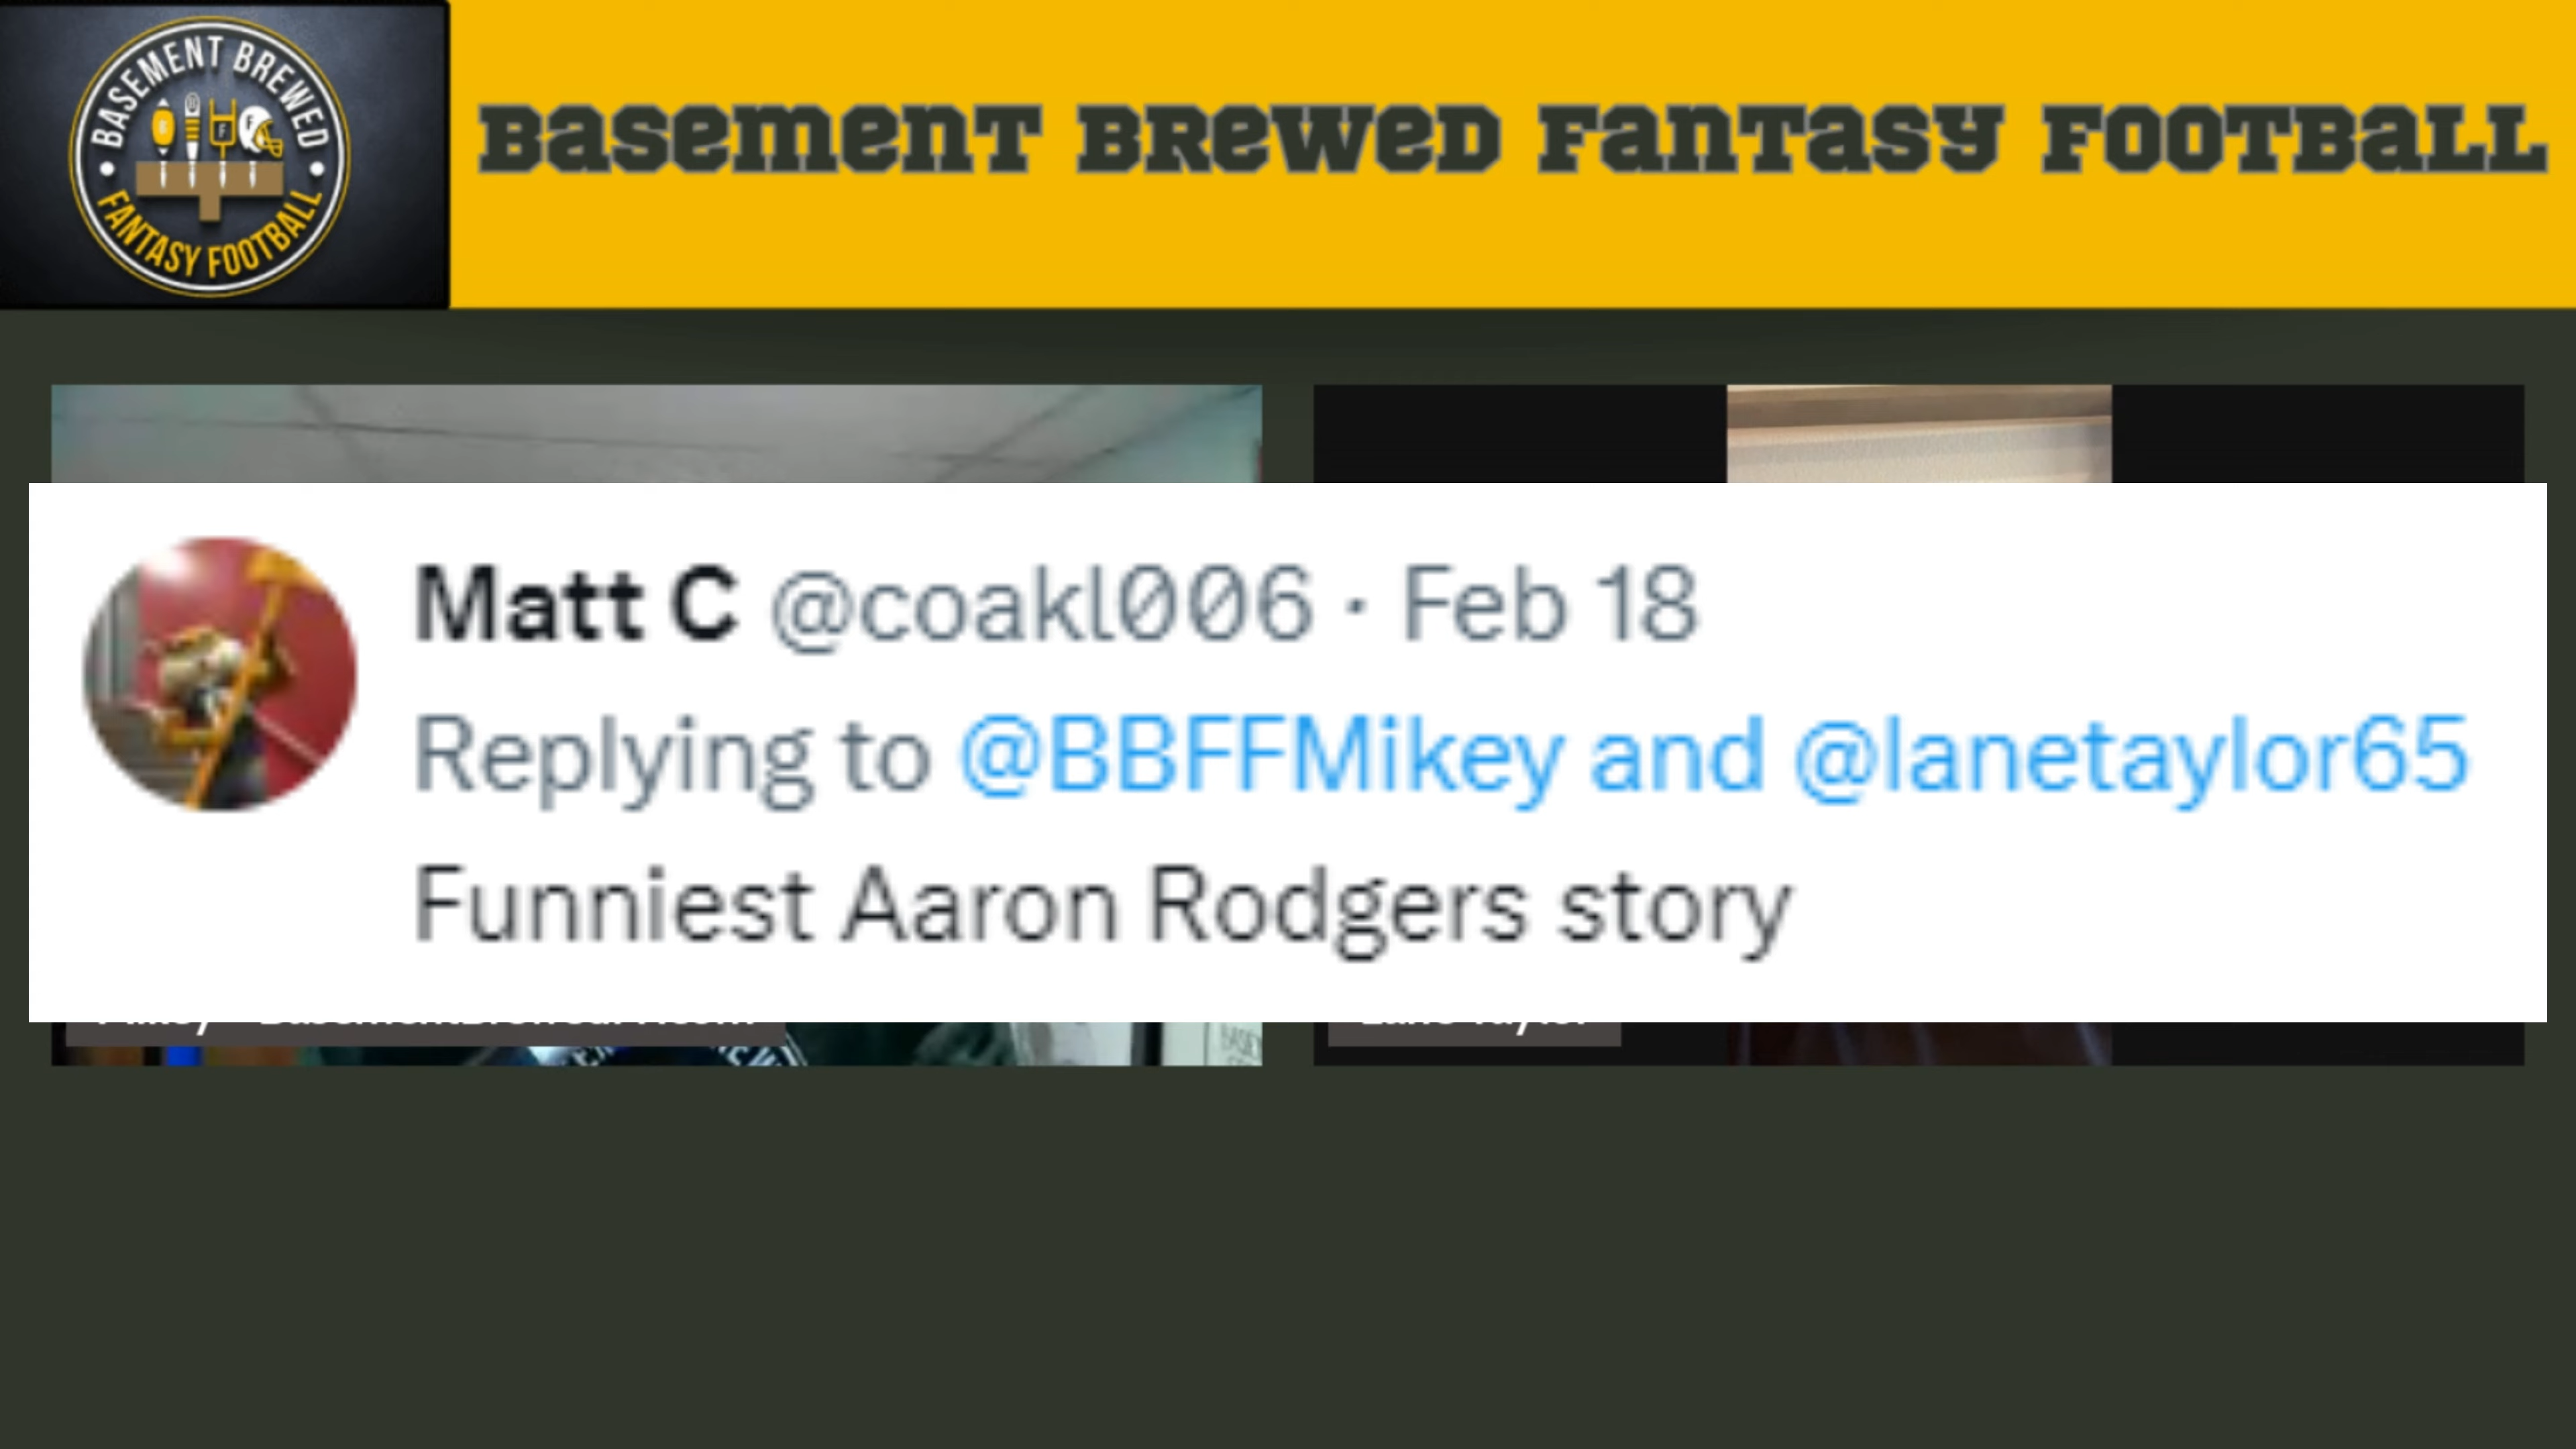 BASEMENT BREWED
FANTASY FOOTBALL
Basement Brewed Fantasy Football
Matt C @coakl006 · Feb 18
Replying to @BBFFMikey and @lanetaylor65
Funniest Aaron Rodgers story